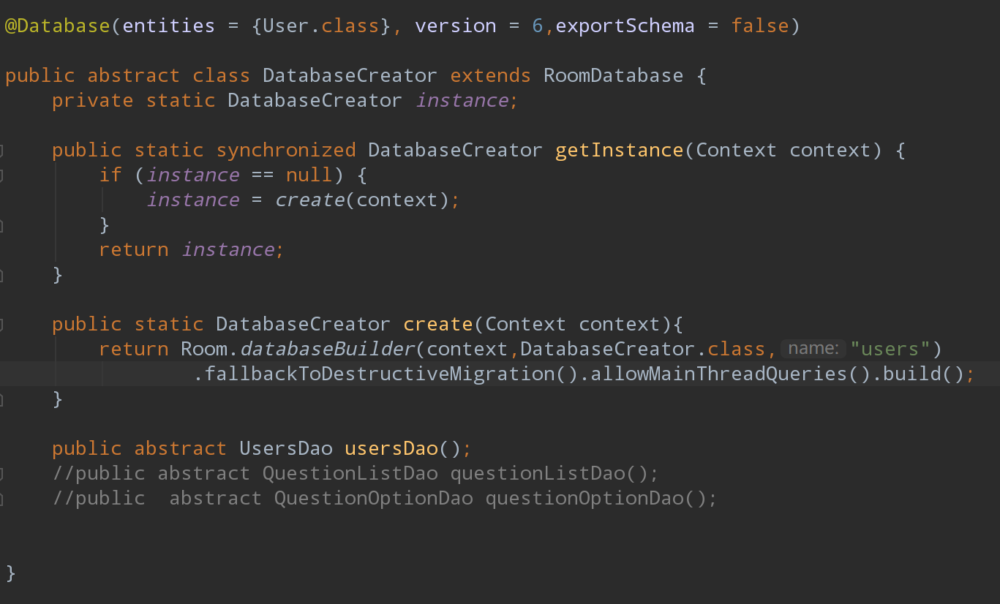 @Database(entities = {User.class}, version = 6,exportSchema = false)
public abstract class DatabaseCreator extends RoomDatabase {
private static DatabaseCreator instance;
public static synchronized DatabaseCreator getInstance(Context context) {
if (instance == null) {
instance = create(context);
}
return instance;
}
public static DatabaseCreator create(Context context){
return Room.databaseBuilder(context,DatabaseCreator.class, name: "users")
.fallbackToDestructiveMigration().allowMainThreadQueries().build();
}
public abstract UsersDao usersDao();
//public abstract QuestionListDao questionListDao();
//public  abstract QuestionOptionDao questionOptionDao();
}